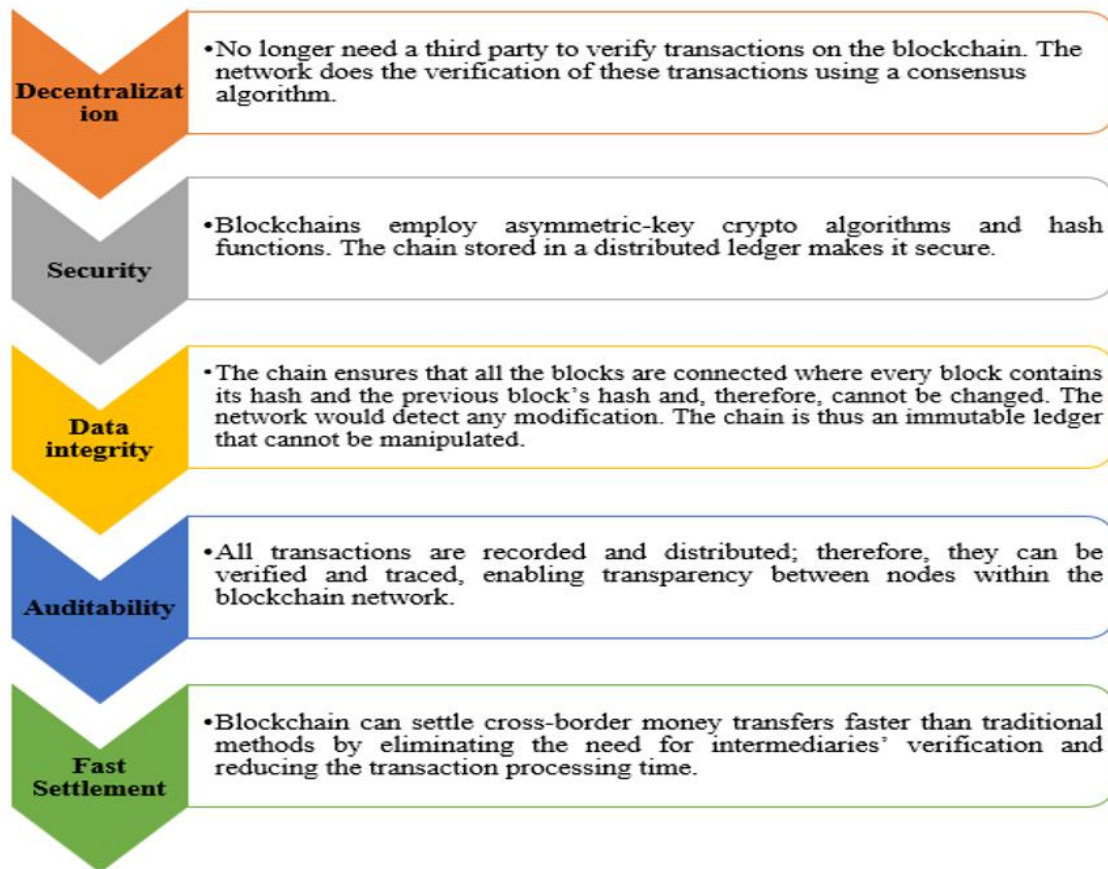 Decentralizat
ion
•No longer need a third party to verify transactions on the blockchain. The
network does the verification of these transactions using a consensus
algorithm.
Security
•Blockchains employ asymmetric-key crypto algorithms and hash
functions. The chain stored in a distributed ledger makes it secure.
Data
integrity
•The chain ensures that all the blocks are connected where every block contains
its hash and the previous block’s hash and, therefore, cannot be changed. The
network would detect any modification. The chain is thus an immutable ledger
that cannot be manipulated.
Auditability
•All transactions are recorded and distributed; therefore, they can be
verified and traced, enabling transparency between nodes within the
blockchain network.
Fast
Settlement
•Blockchain can settle cross-border money transfers faster than traditional
methods by eliminating the need for intermediaries’ verification and
reducing the transaction processing time.